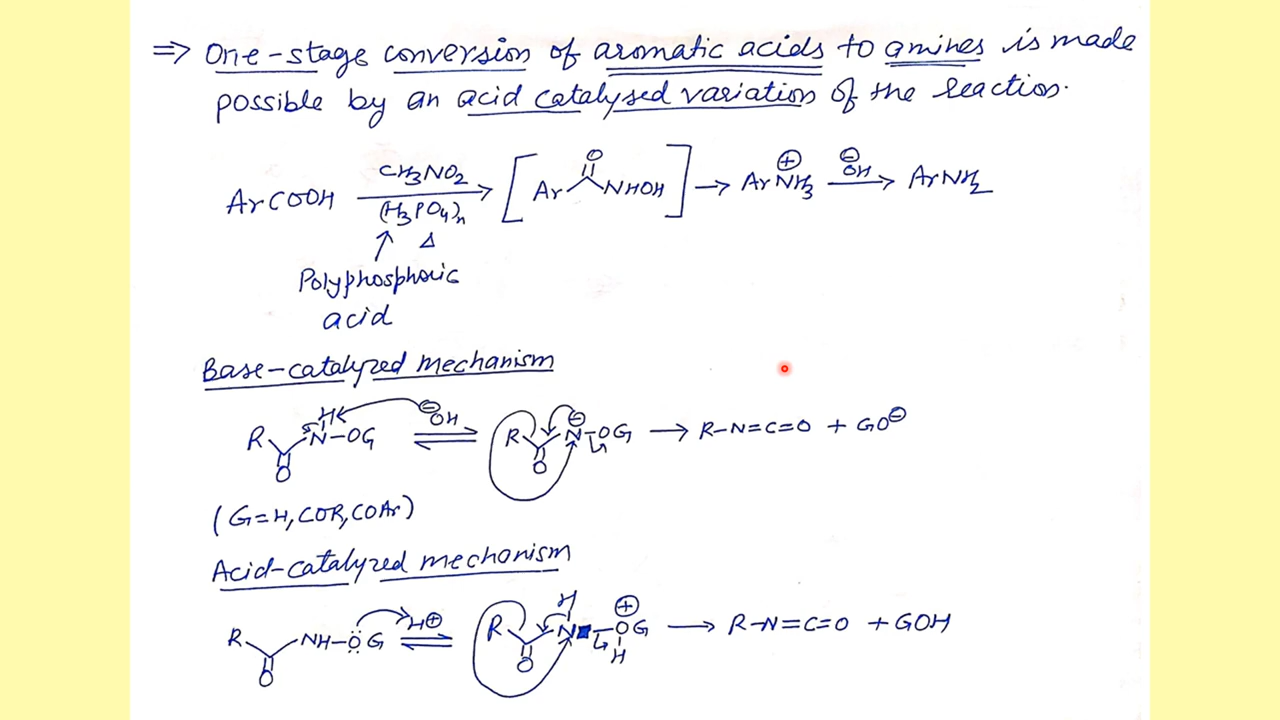 ⇒ One-stage conversion of aromatic acids to amines is made
possible by an acid catalysed variation of the reaction.
ArCOOH CH3NO2 / (H3PO4)n Δ → [Ar-C(=O)-NHOH] → ArNH3⊕ ⊖OH → ArNH2
Polyphosphoric
acid
Base-catalyzed mechanism
R-C(=O)-N(H)-OG ⊖OH ⇌ R-C(=O)-N⊖-OG → R-N=C=O + GO⊖
(G=H, COR, COAr)
Acid-catalyzed mechanism
R-C(=O)-NH-ÖG H⊕ ⇌ R-C(=O)-N(H)-O⊕(H)G → R-N=C=O + GOH